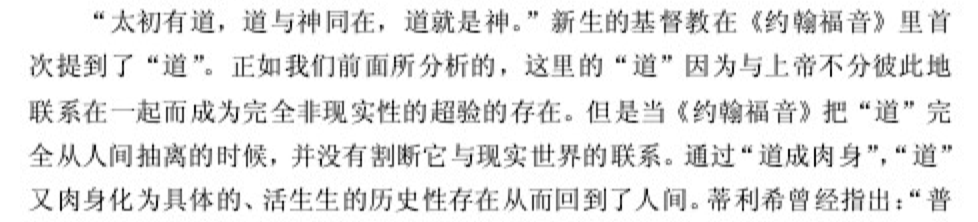 “太初有道，道与神同在，道就是神。”新生的基督教在《约翰福音》里首
次提到了“道”。正如我们前面所分析的，这里的“道”因为与上帝不分彼此地
联系在一起而成为完全非现实性的超验的存在。但是当《约翰福音》把“道”完
全从人间抽离的时候，并没有割断它与现实世界的联系。通过“道成肉身”，“道”
又肉身化为具体的、活生生的历史性存在从而回到了人间。蒂利希曾经指出：“普